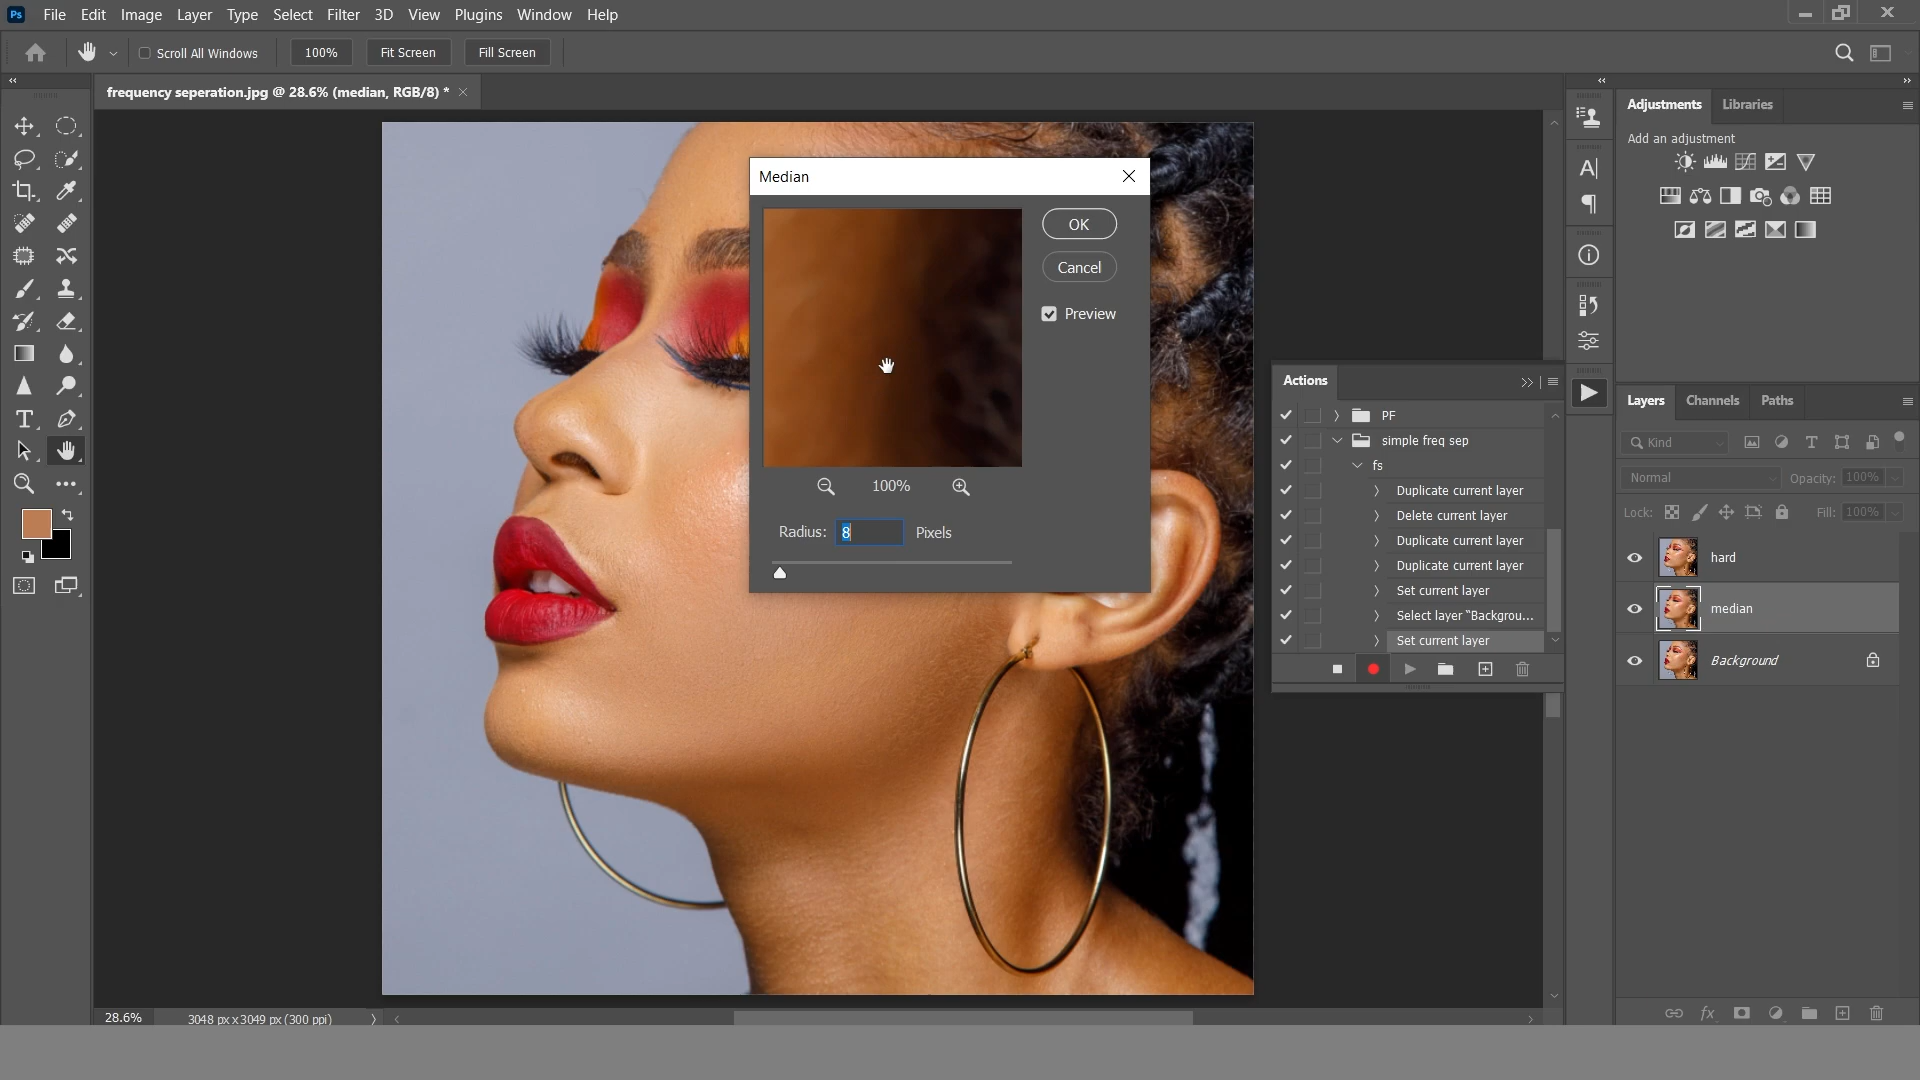 Ps File Edit Image Layer Type Select Filter 3D View Plugins Window Help
Scroll All Windows 100% Fit Screen Fill Screen
frequency seperation.jpg @ 28.6% (median, RGB/8) *
Median
OK
Cancel
Preview
100%
Radius: 8 Pixels
Actions
PF
simple freq sep
fs
Duplicate current layer
Delete current layer
Duplicate current layer
Duplicate current layer
Set current layer
Select layer “Backgrou...
Set current layer
Adjustments Libraries
Add an adjustment
Layers Channels Paths
Kind
Normal Opacity: 100%
Lock: Fill: 100%
hard
median
Background
fx
28.6% 3048 px x 3049 px (300 ppi)